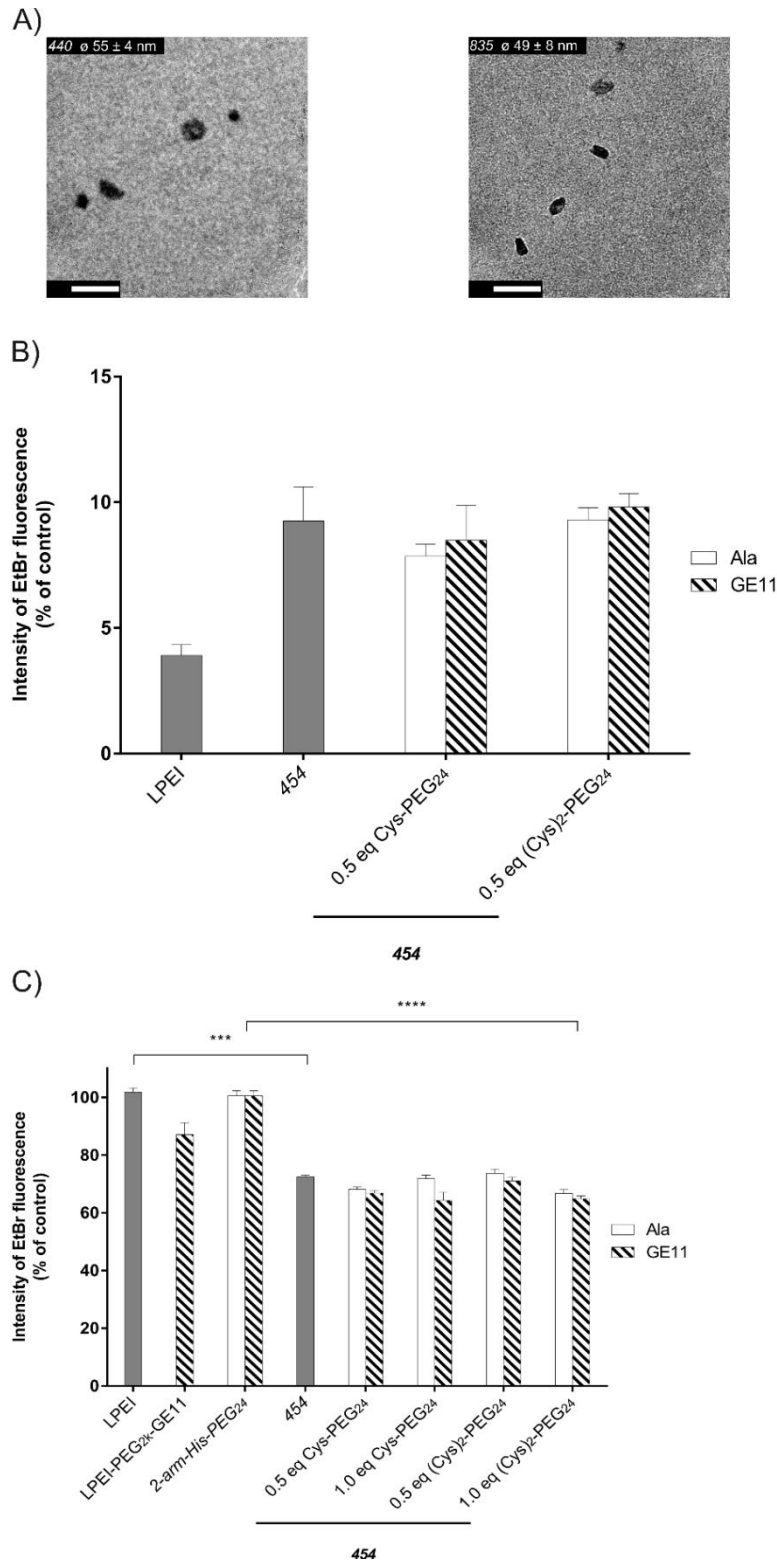 A)
440 ø 55 ± 4 nm
835 ø 49 ± 8 nm
B)
Intensity of EtBr fluorescence
(% of control)
15
10
5
0
LPEI
454
0.5 eq Cys-PEG24
0.5 eq (Cys)2-PEG24
454
Ala
GE11
C)
***
****
Intensity of EtBr fluorescence
(% of control)
100
80
60
40
20
0
LPEI
LPEI-PEG2k-GE11
2-arm-His-PEG24
454
0.5 eq Cys-PEG24
1.0 eq Cys-PEG24
0.5 eq (Cys)2-PEG24
1.0 eq (Cys)2-PEG24
454
Ala
GE11